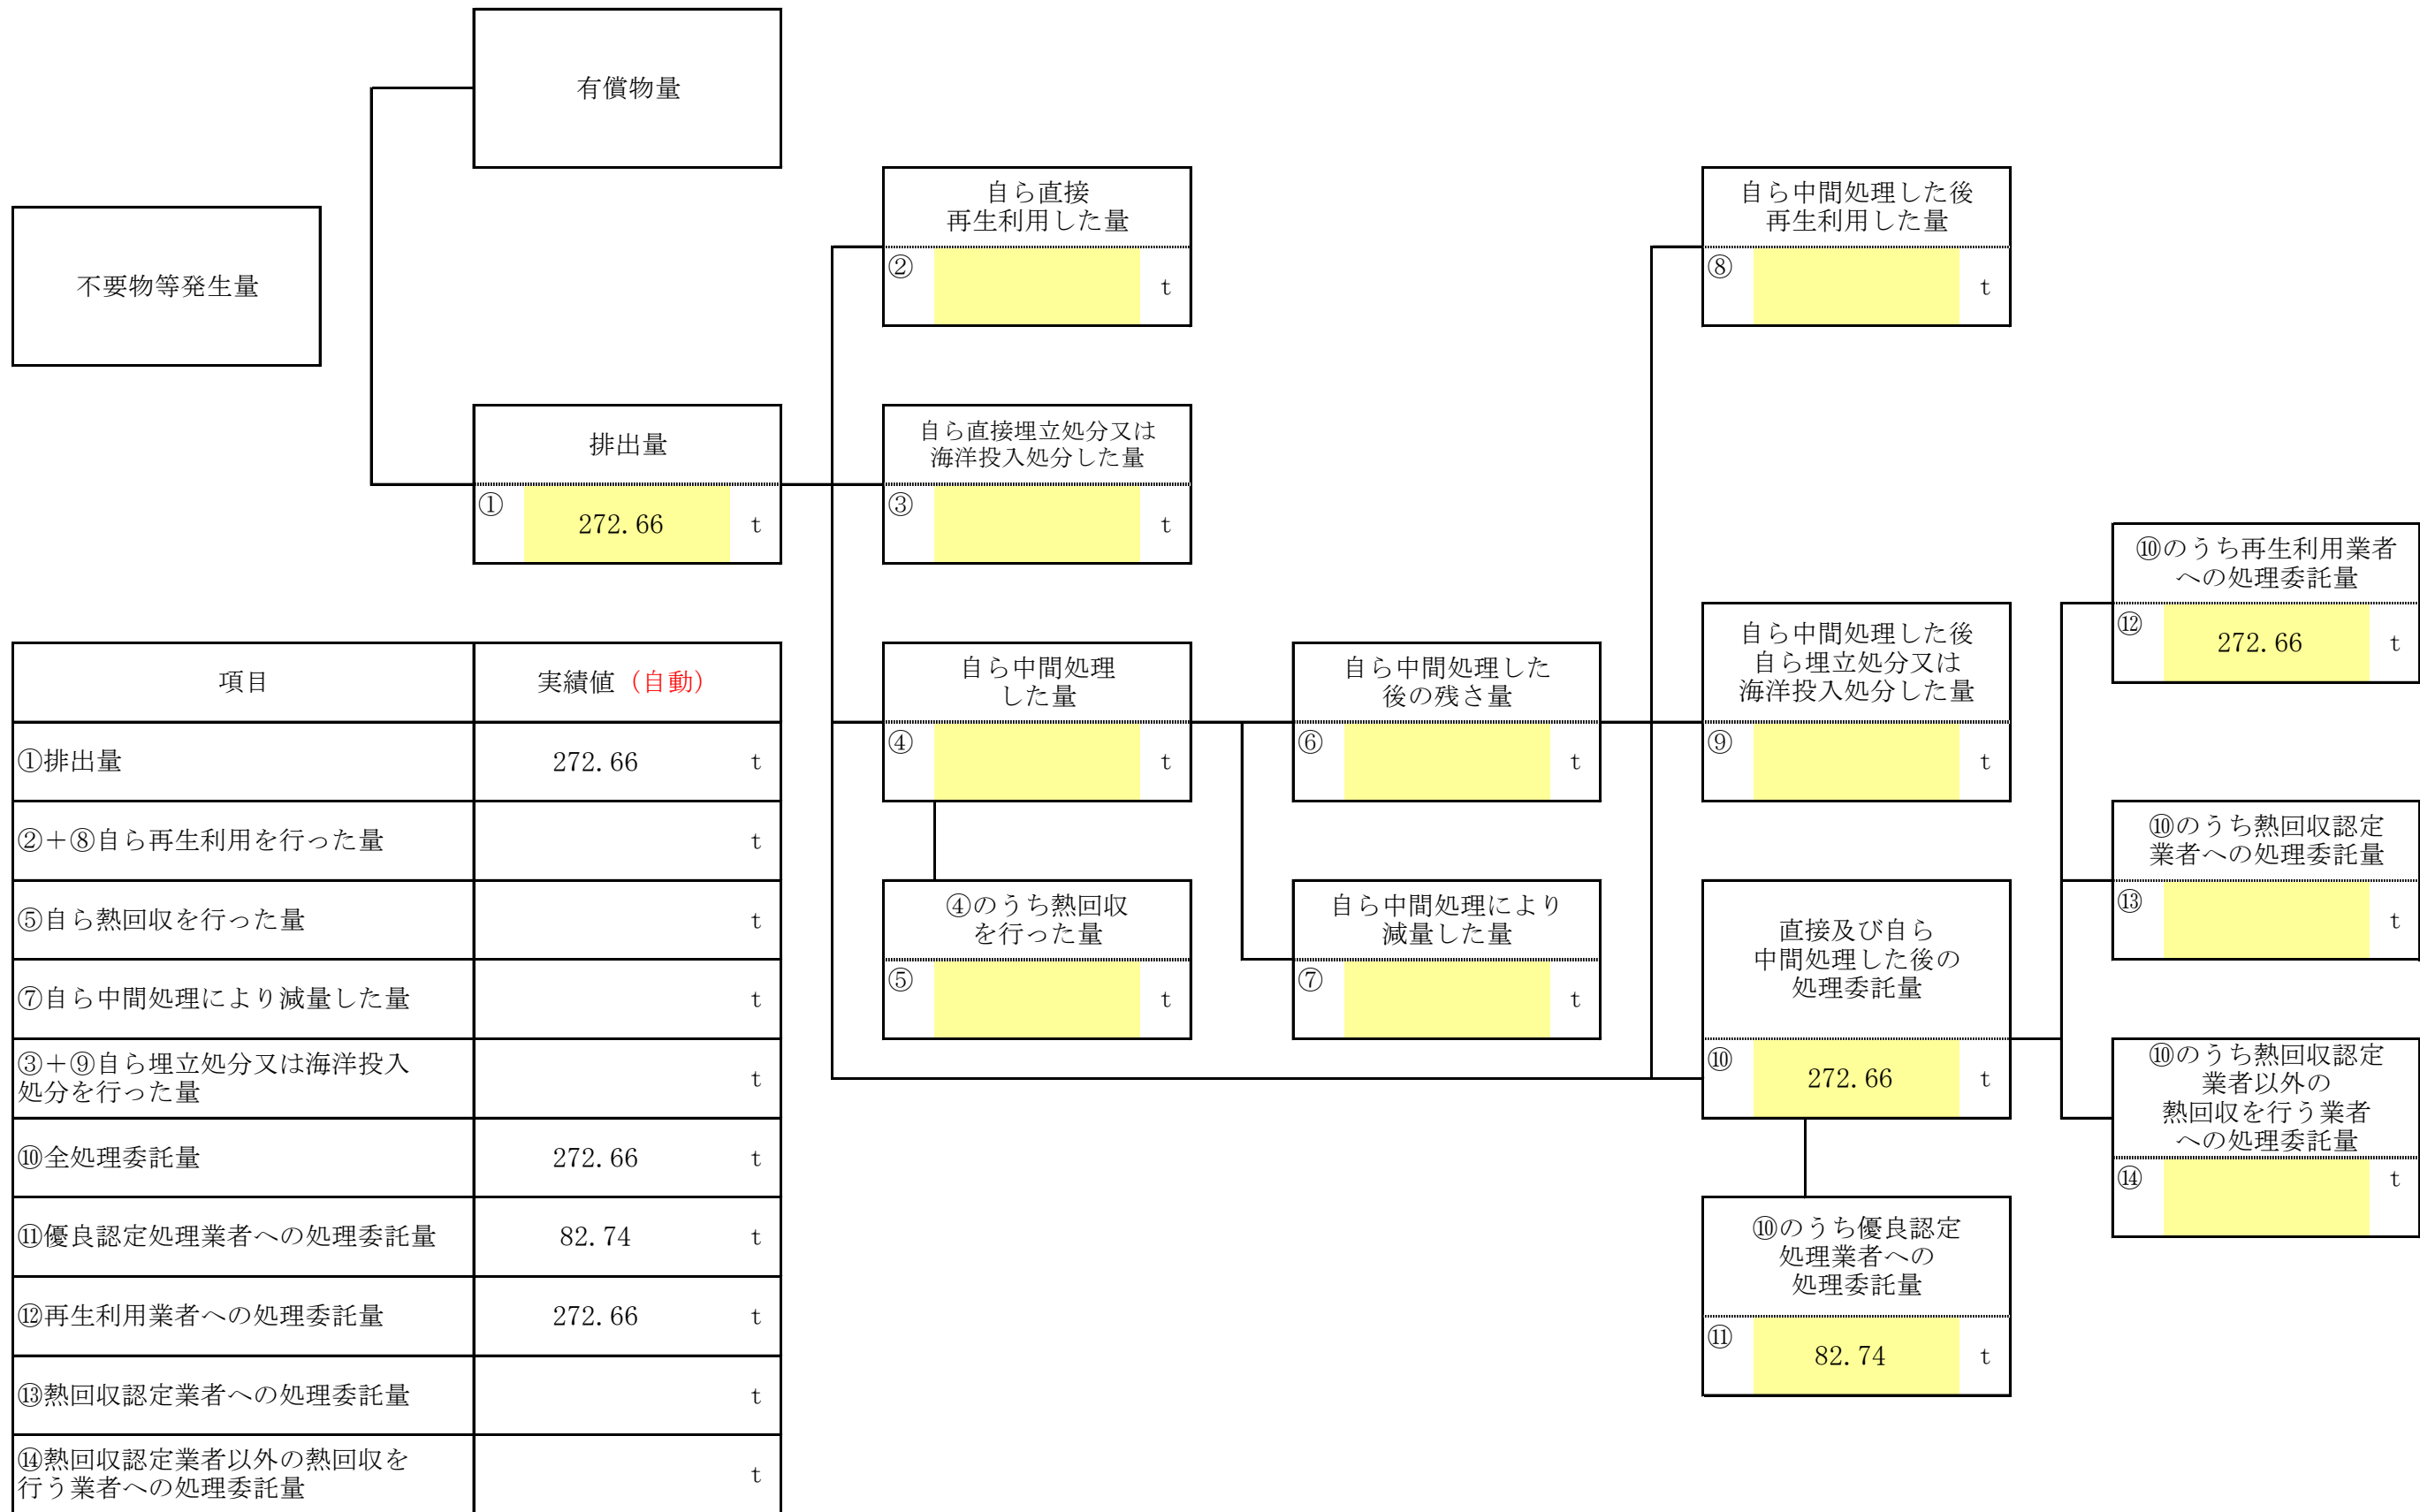 有償物量
不要物等発生量
自ら直接
再生利用した量
②
t
自ら中間処理した後
再生利用した量
⑧
t
排出量
①
272.66
t
自ら直接埋立処分又は
海洋投入処分した量
③
t
⑩のうち再生利用業者
への処理委託量
⑫
272.66
t
自ら中間処理
した量
④
t
自ら中間処理した
後の残さ量
⑥
t
自ら中間処理した後
自ら埋立処分又は
海洋投入処分した量
⑨
t
⑩のうち熱回収認定
業者への処理委託量
⑬
t
④のうち熱回収
を行った量
⑤
t
自ら中間処理により
減量した量
⑦
t
直接及び自ら
中間処理した後の
処理委託量
⑩
272.66
t
⑩のうち熱回収認定
業者以外の
熱回収を行う業者
への処理委託量
⑭
t
⑩のうち優良認定
処理業者への
処理委託量
⑪
82.74
t
項目 実績値（自動）
①排出量 272.66 t
②＋⑧自ら再生利用を行った量 t
⑤自ら熱回収を行った量 t
⑦自ら中間処理により減量した量 t
③＋⑨自ら埋立処分又は海洋投入
処分を行った量 t
⑩全処理委託量 272.66 t
⑪優良認定処理業者への処理委託量 82.74 t
⑫再生利用業者への処理委託量 272.66 t
⑬熱回収認定業者への処理委託量 t
⑭熱回収認定業者以外の熱回収を
行う業者への処理委託量 t